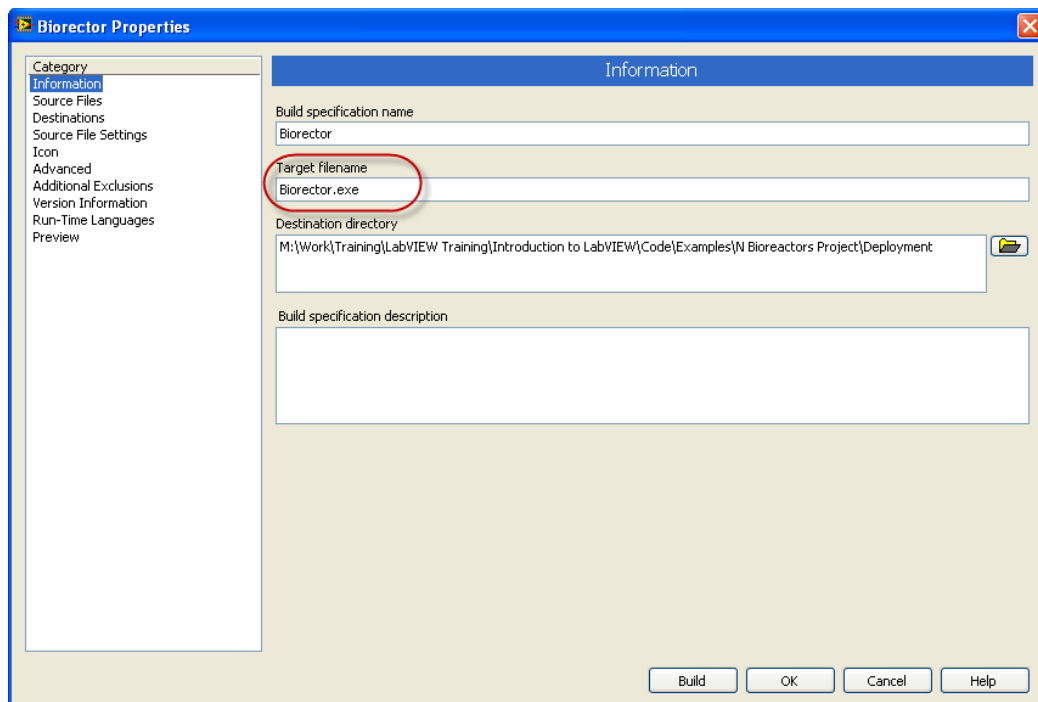 Biorector Properties
Category
Information
Source Files
Destinations
Source File Settings
Icon
Advanced
Additional Exclusions
Version Information
Run-Time Languages
Preview
Information
Build specification name
Biorector
Target filename
Biorector.exe
Destination directory
M:\Work\Training\LabVIEW Training\Introduction to LabVIEW\Code\Examples\N Bioreactors Project\Deployment
Build specification description
Build
OK
Cancel
Help